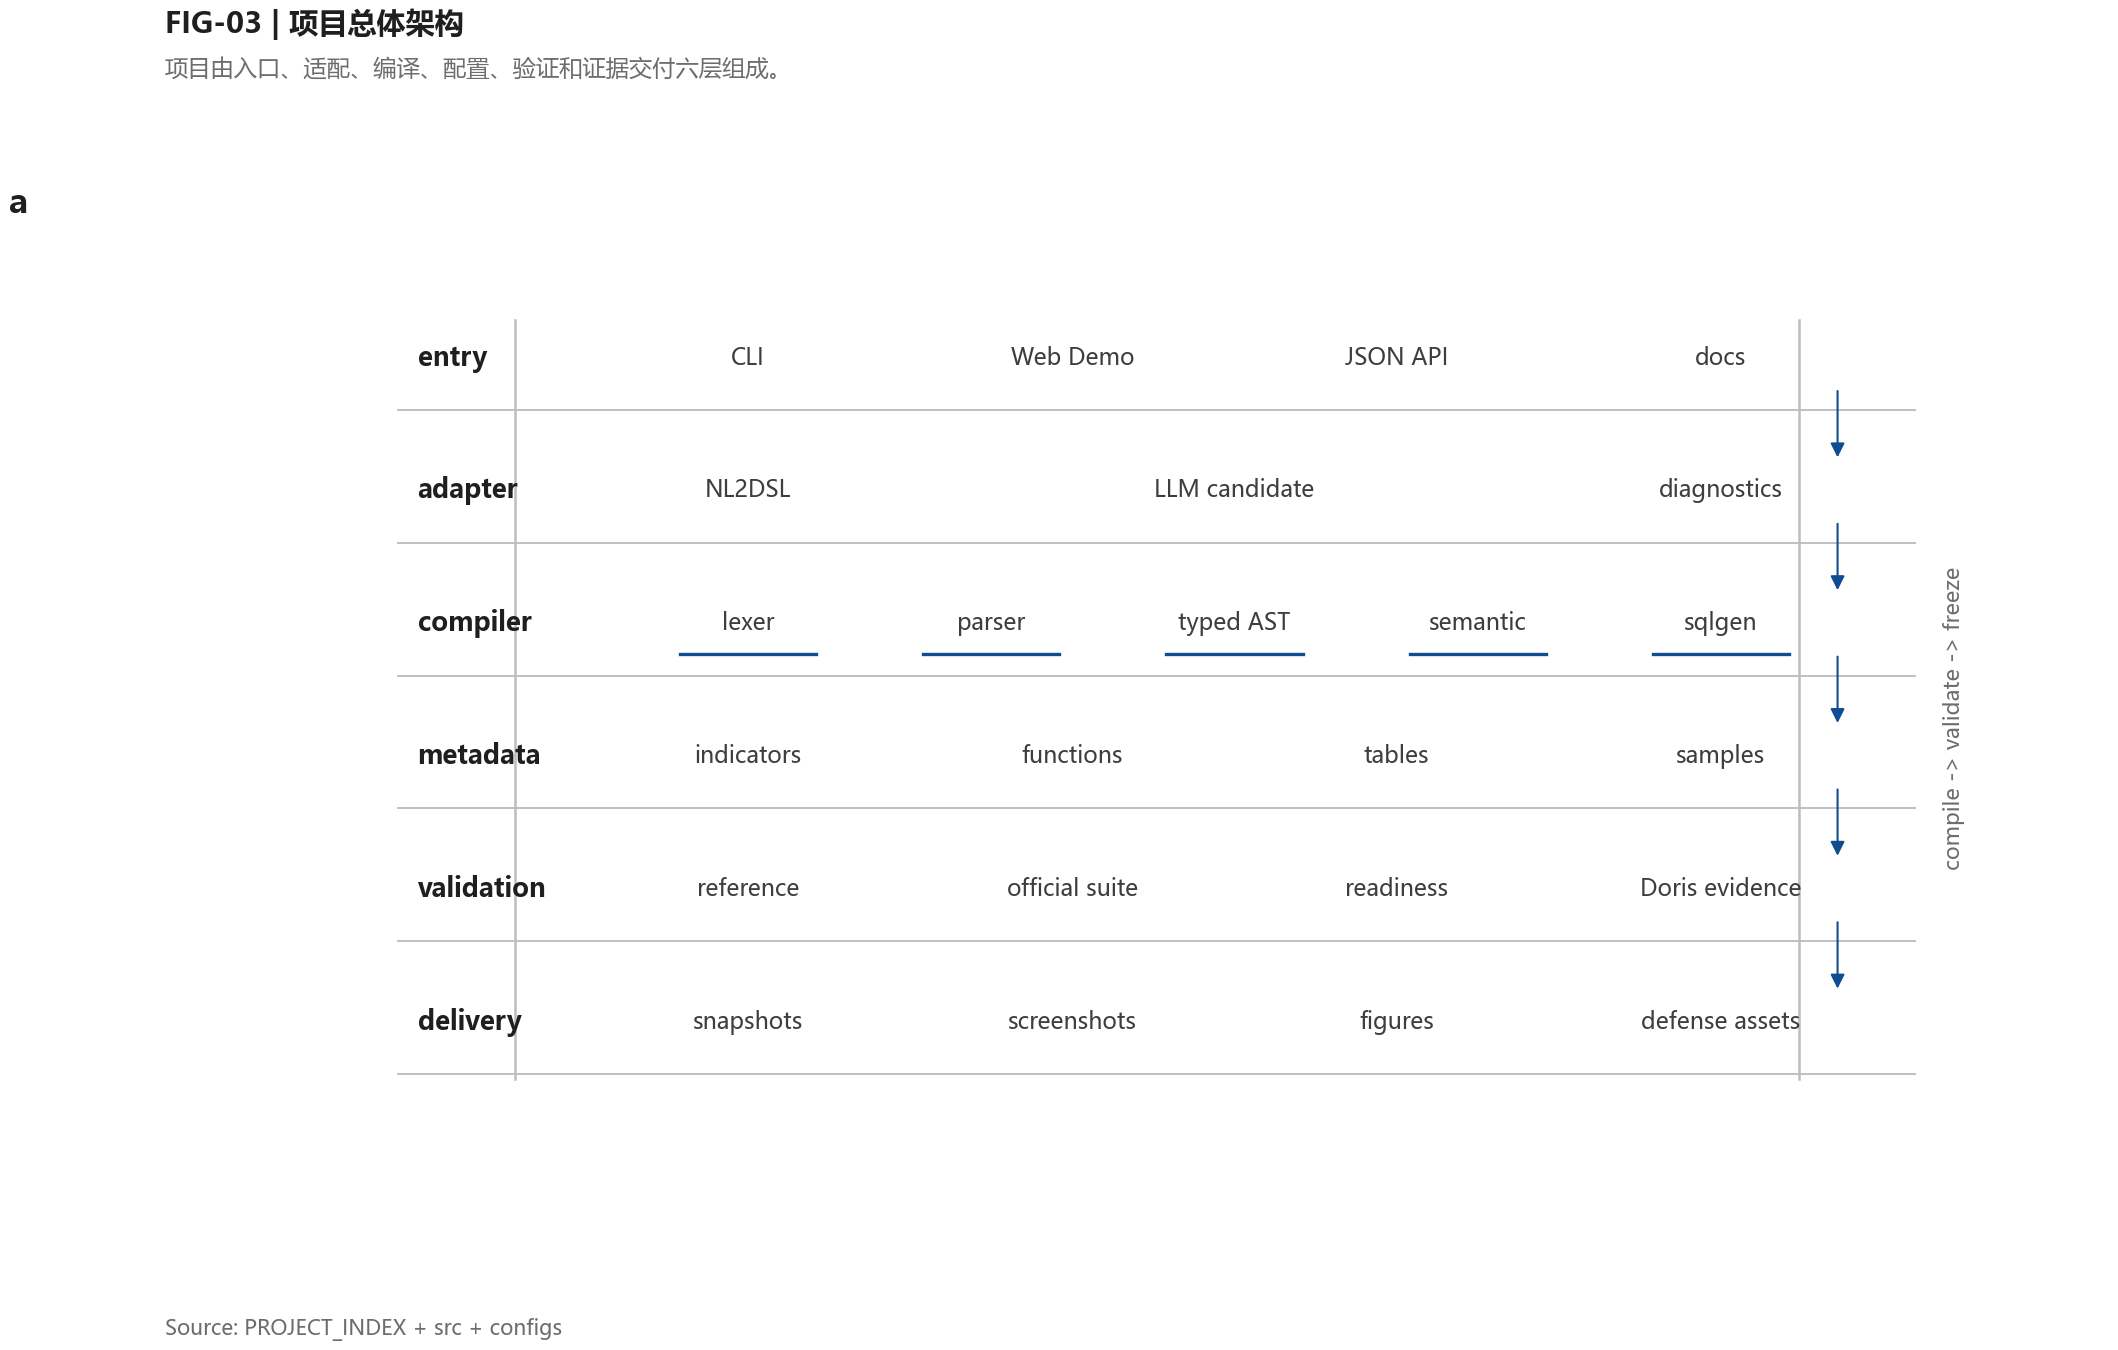 FIG-03 | 项目总体架构
项目由入口、适配、编译、配置、验证和证据交付六层组成。
a
entry CLI Web Demo JSON API docs
adapter NL2DSL LLM candidate diagnostics
compiler lexer parser typed AST semantic sqlgen
metadata indicators functions tables samples
validation reference official suite readiness Doris evidence
delivery snapshots screenshots figures defense assets
compile -> validate -> freeze
Source: PROJECT_INDEX + src + configs